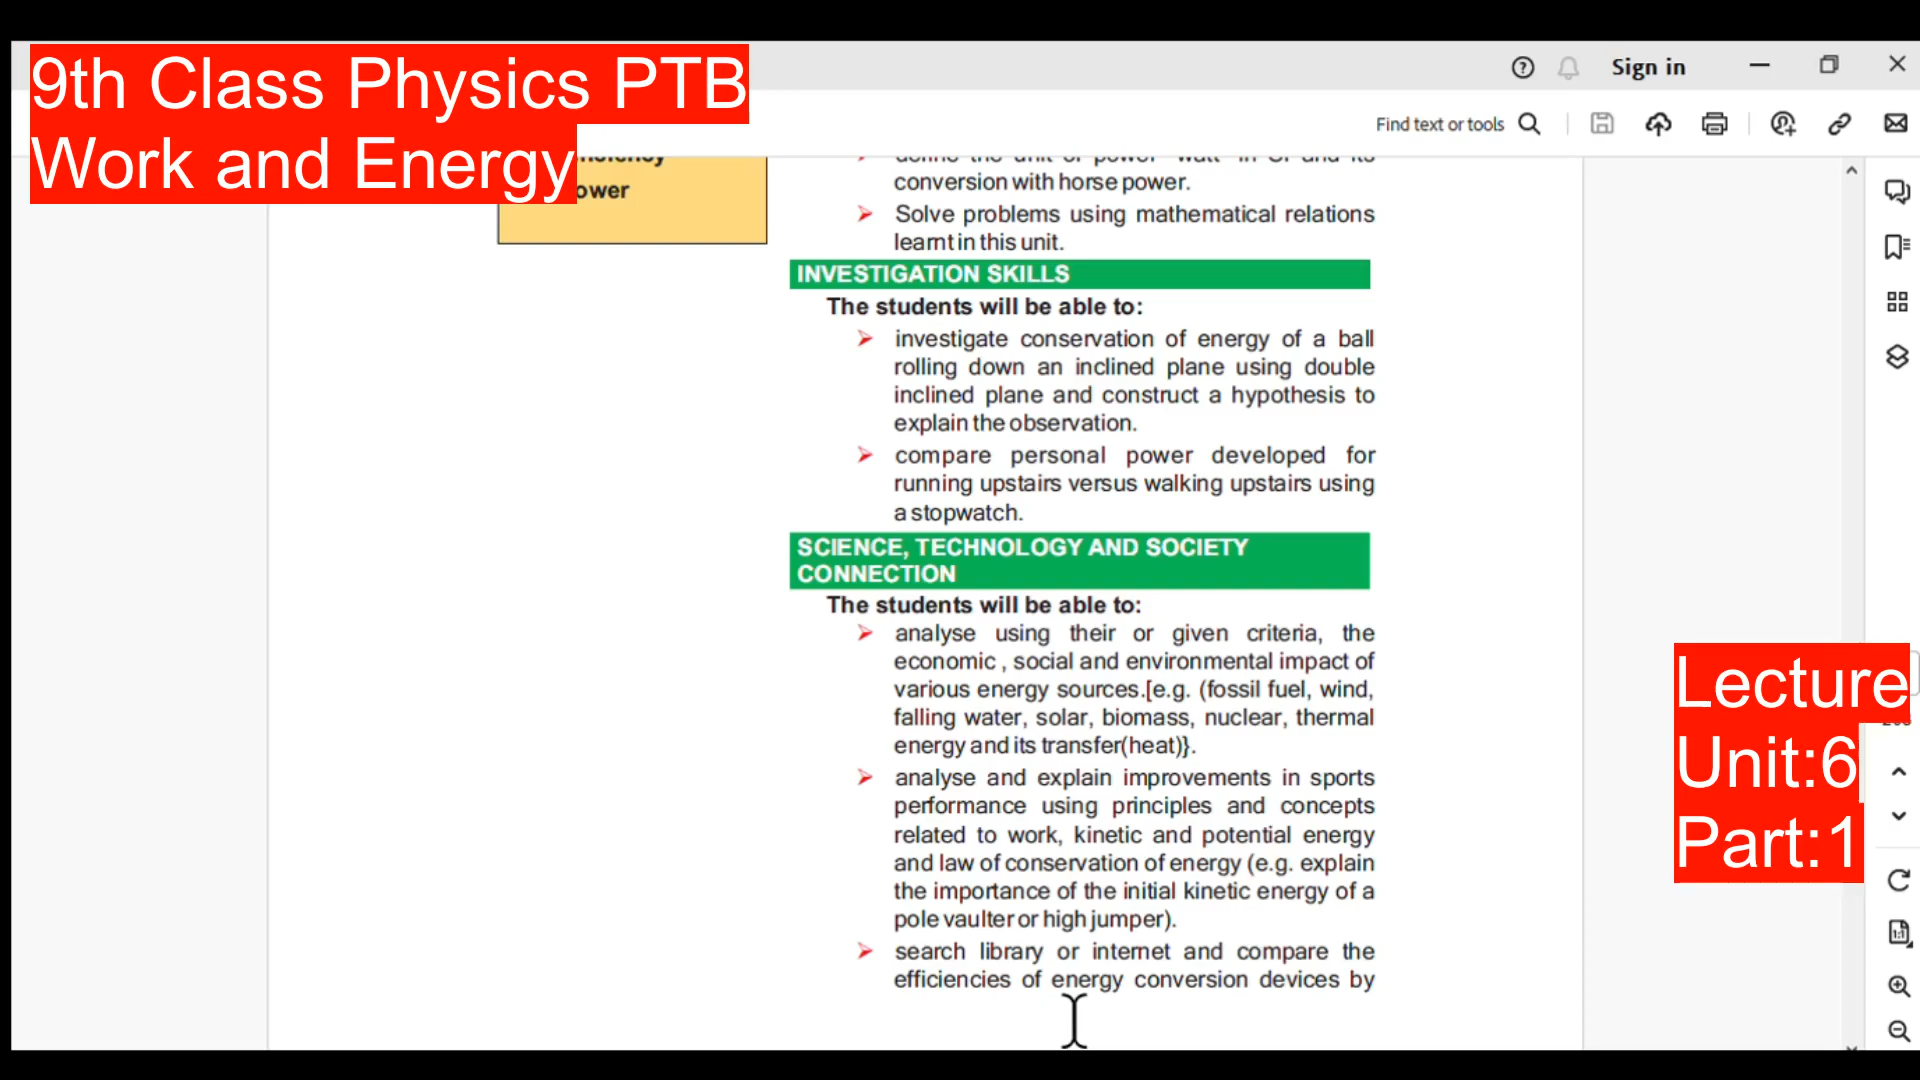 9th Class Physics PTB
Work and Energy
Sign in
Find text or tools
ower
conversion with horse power.
Solve problems using mathematical relations
learnt in this unit.
INVESTIGATION SKILLS
The students will be able to:
investigate conservation of energy of a ball
rolling down an inclined plane using double
inclined plane and construct a hypothesis to
explain the observation.
compare personal power developed for
running upstairs versus walking upstairs using
a stopwatch.
SCIENCE, TECHNOLOGY AND SOCIETY
CONNECTION
The students will be able to:
analyse using their or given criteria, the
economic , social and environmental impact of
various energy sources.[e.g. (fossil fuel, wind,
falling water, solar, biomass, nuclear, thermal
energy and its transfer(heat)}.
analyse and explain improvements in sports
performance using principles and concepts
related to work, kinetic and potential energy
and law of conservation of energy (e.g. explain
the importance of the initial kinetic energy of a
pole vaulter or high jumper).
search library or internet and compare the
efficiencies of energy conversion devices by
Lecture
Unit:6
Part:1